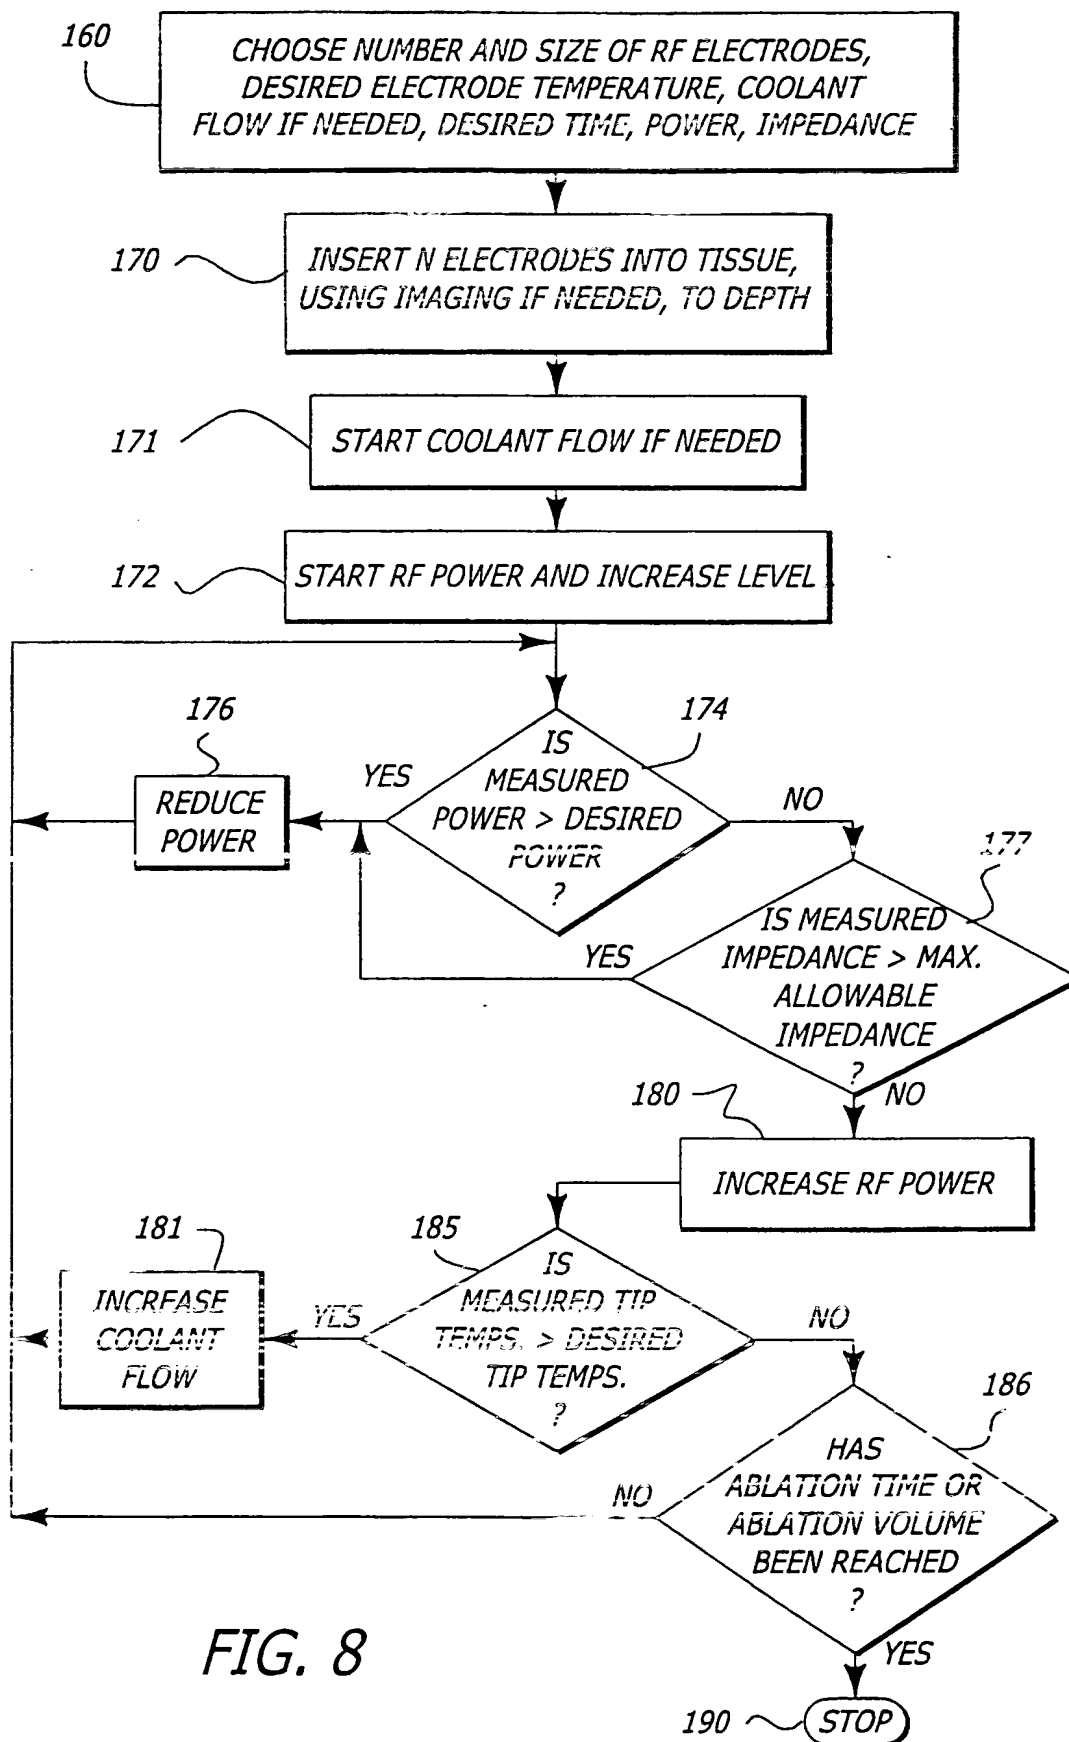 160
CHOOSE NUMBER AND SIZE OF RF ELECTRODES,
DESIRED ELECTRODE TEMPERATURE, COOLANT
FLOW IF NEEDED, DESIRED TIME, POWER, IMPEDANCE
170
INSERT N ELECTRODES INTO TISSUE,
USING IMAGING IF NEEDED, TO DEPTH
171
START COOLANT FLOW IF NEEDED
172
START RF POWER AND INCREASE LEVEL
176
REDUCE
POWER
YES
174
IS
MEASURED
POWER > DESIRED
POWER
?
NO
177
IS MEASURED
IMPEDANCE > MAX.
ALLOWABLE
IMPEDANCE
?
YES
NO
180
INCREASE RF POWER
181
INCREASE
COOLANT
FLOW
YES
185
IS
MEASURED TIP
TEMPS. > DESIRED
TIP TEMPS.
?
NO
186
HAS
ABLATION TIME OR
ABLATION VOLUME
BEEN REACHED
?
NO
YES
190
STOP
FIG. 8